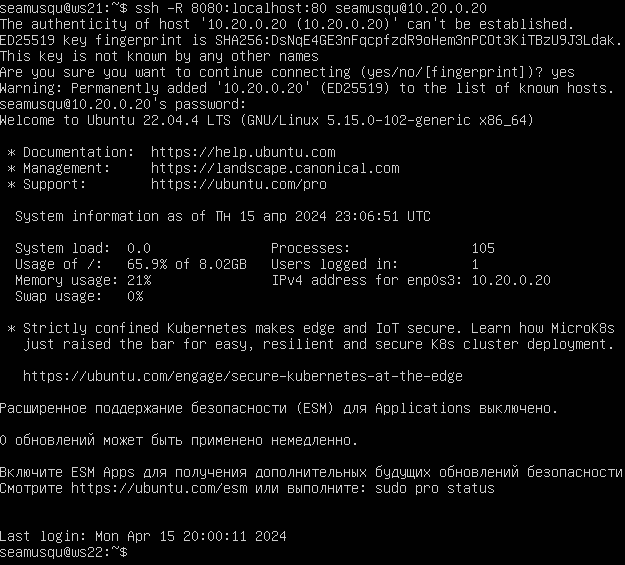 seamusqu@ws21:~$ ssh -R 8080:localhost:80 seamusqu@10.20.0.20
The authenticity of host '10.20.0.20 (10.20.0.20)' can't be established.
ED25519 key fingerprint is SHA256:DsNqE4GE3nFqcpfzdR9oHem3nPCOt3KiTBzU9J3Ldak.
This key is not known by any other names
Are you sure you want to continue connecting (yes/no/[fingerprint])? yes
Warning: Permanently added '10.20.0.20' (ED25519) to the list of known hosts.
seamusqu@10.20.0.20's password:
Welcome to Ubuntu 22.04.4 LTS (GNU/Linux 5.15.0-102-generic x86_64)
* Documentation:  https://help.ubuntu.com
* Management:     https://landscape.canonical.com
* Support:        https://ubuntu.com/pro
System information as of Пн 15 апр 2024 23:06:51 UTC
System load:  0.0                Processes:               105
Usage of /:   65.9% of 8.02GB   Users logged in:         1
Memory usage: 21%               IPv4 address for enp0s3: 10.20.0.20
Swap usage:   0%
* Strictly confined Kubernetes makes edge and IoT secure. Learn how MicroK8s
just raised the bar for easy, resilient and secure K8s cluster deployment.
https://ubuntu.com/engage/secure-kubernetes-at-the-edge
Расширенное поддержание безопасности (ESM) для Applications выключено.
0 обновлений может быть применено немедленно.
Включите ESM Apps для получения дополнительных будущих обновлений безопасности
Смотрите https://ubuntu.com/esm или выполните: sudo pro status
Last login: Mon Apr 15 20:00:11 2024
seamusqu@ws22:~$